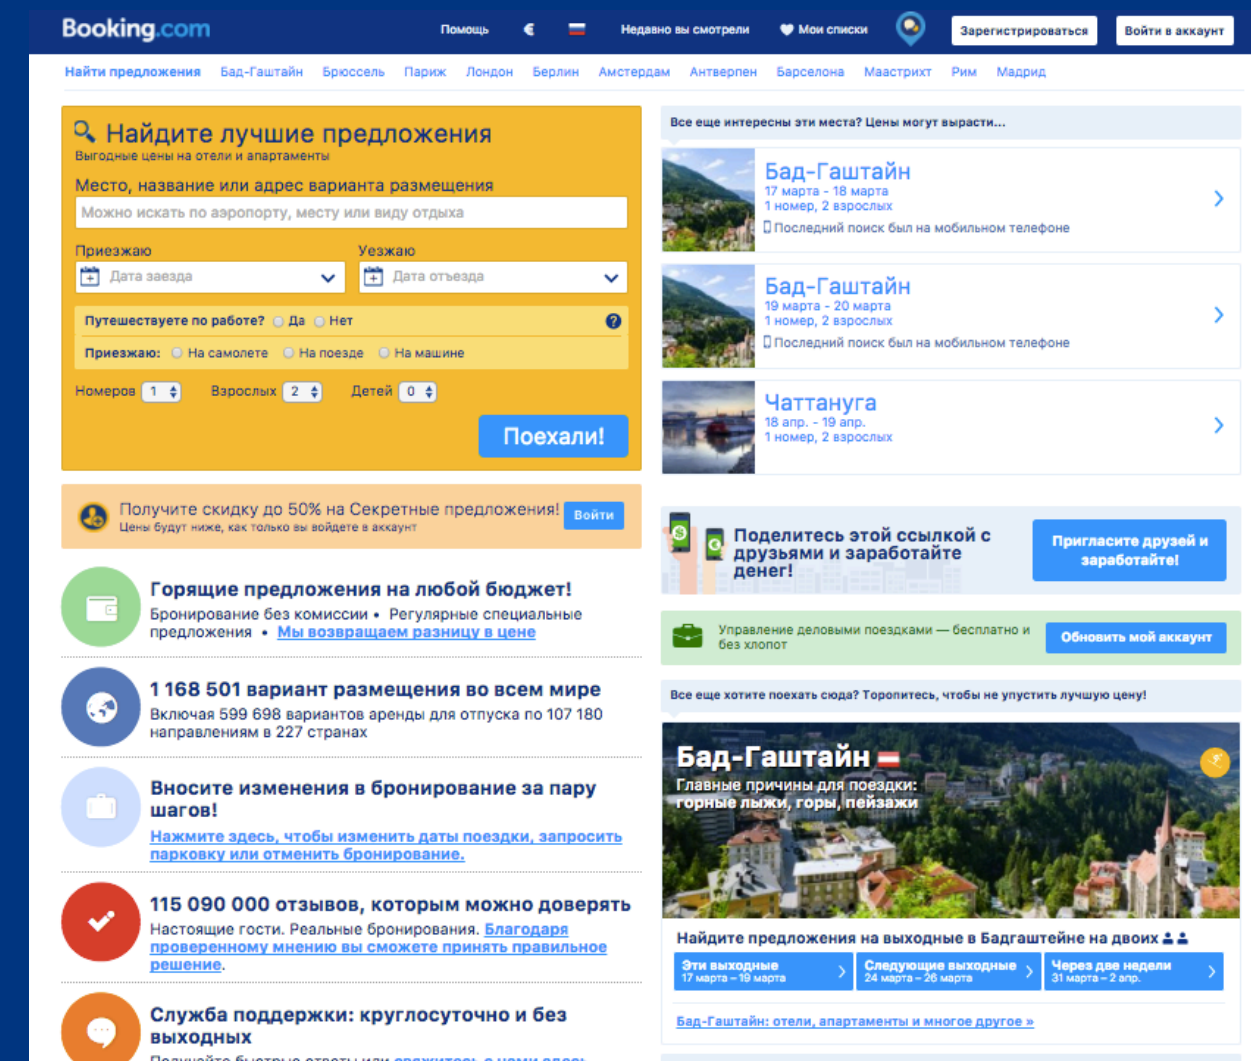 Booking.com
Помощь € Недавно вы смотрели Мои списки Зарегистрироваться Войти в аккаунт
Найти предложения Бад-Гаштайн Брюссель Париж Лондон Берлин Амстердам Антверпен Барселона Маастрихт Рим Мадрид
Найдите лучшие предложения
Выгодные цены на отели и апартаменты
Место, название или адрес варианта размещения
Можно искать по аэропорту, месту или виду отдыха
Приезжаю Уезжаю
Дата заезда Дата отъезда
Путешествуете по работе? Да Нет ?
Приезжаю: На самолете На поезде На машине
Номеров 1 Взрослых 2 Детей 0
Поехали!
Получите скидку до 50% на Секретные предложения!
Цены будут ниже, как только вы войдете в аккаунт
Войти
Горящие предложения на любой бюджет!
Бронирование без комиссии • Регулярные специальные
предложения • Мы возвращаем разницу в цене
1 168 501 вариант размещения во всем мире
Включая 599 698 вариантов аренды для отпуска по 107 180
направлениям в 227 странах
Вносите изменения в бронирование за пару
шагов!
Нажмите здесь, чтобы изменить даты поездки, запросить
парковку или отменить бронирование.
115 090 000 отзывов, которым можно доверять
Настоящие гости. Реальные бронирования. Благодаря
проверенному мнению вы сможете принять правильное
решение.
Служба поддержки: круглосуточно и без
выходных
Получайте быстрые ответы или свяжитесь с нами здесь
Все еще интересны эти места? Цены могут вырасти...
Бад-Гаштайн
17 марта - 18 марта
1 номер, 2 взрослых
Последний поиск был на мобильном телефоне
Бад-Гаштайн
19 марта - 20 марта
1 номер, 2 взрослых
Последний поиск был на мобильном телефоне
Чаттануга
18 апр. - 19 апр.
1 номер, 2 взрослых
Поделитесь этой ссылкой с
друзьями и заработайте
денег!
Пригласите друзей и
заработайте!
Управление деловыми поездками — бесплатно и
без хлопот
Обновить мой аккаунт
Все еще хотите поехать сюда? Торопитесь, чтобы не упустить лучшую цену!
Бад-Гаштайн
Главные причины для поездки:
горные лыжи, горы, пейзажи
Найдите предложения на выходные в Бадгаштейне на двоих
Эти выходные
17 марта – 19 марта
Следующие выходные
24 марта – 26 марта
Через две недели
31 марта – 2 апр.
Бад-Гаштайн: отели, апартаменты и многое другое »